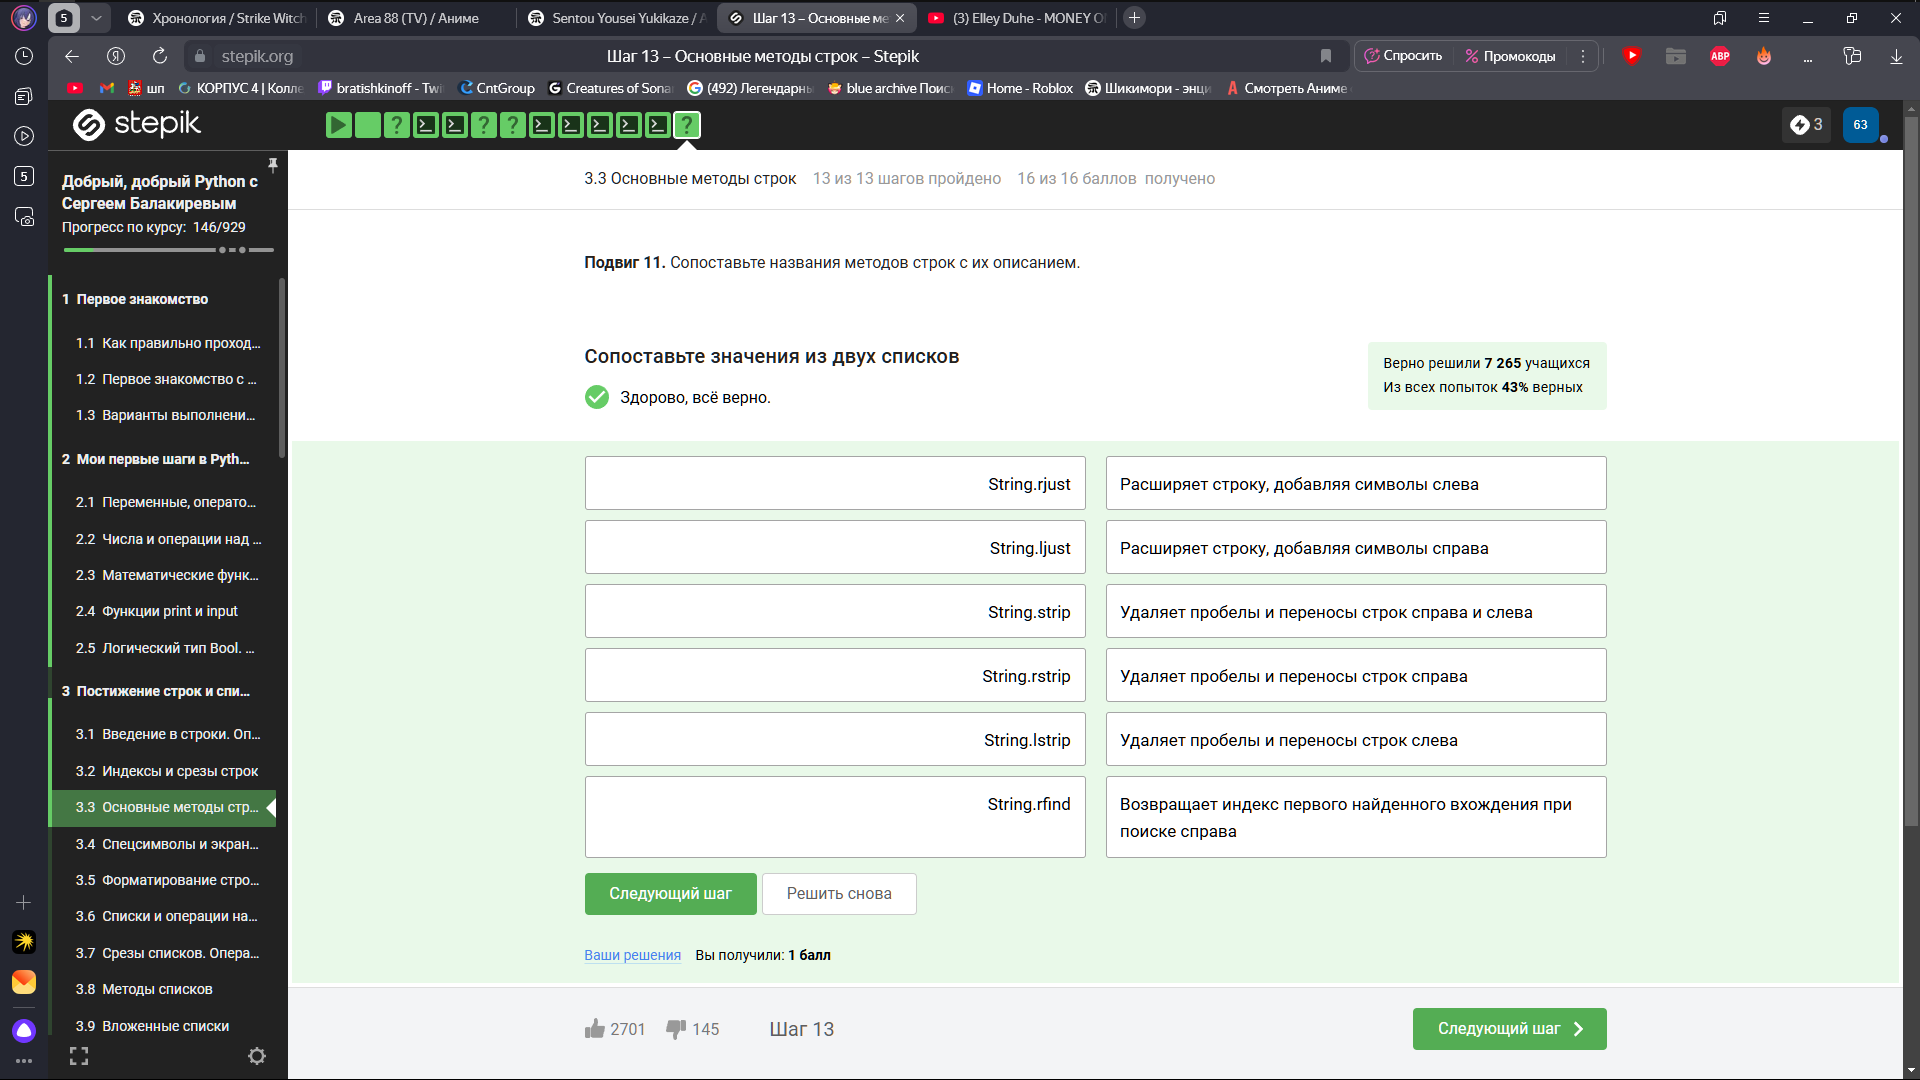 5
Хронология / Strike Witch
Area 88 (TV) / Аниме
Sentou Yousei Yukikaze / A
Шаг 13 – Основные ме
(3) Elley Duhe - MONEY O
stepik.org
Шаг 13 – Основные методы строк – Stepik
Спросить
Промокоды
ABP
шп
КОРПУС 4 | Колле
bratishkinoff - Twi
CntGroup
Creatures of Sona
(492) Легендарны
blue archive Поис
Home - Roblox
Шикимори - энци
Смотреть Аниме
5
stepik
3
63
Добрый, добрый Python с
Сергеем Балакиревым
Прогресс по курсу: 146/929
1 Первое знакомство
1.1 Как правильно проход...
1.2 Первое знакомство с ...
1.3 Варианты выполнени...
2 Мои первые шаги в Pyth...
2.1 Переменные, операто...
2.2 Числа и операции над ...
2.3 Математические функ...
2.4 Функции print и input
2.5 Логический тип Bool. ...
3 Постижение строк и спи...
3.1 Введение в строки. Оп...
3.2 Индексы и срезы строк
3.3 Основные методы стр...
3.4 Спецсимволы и экран...
3.5 Форматирование стро...
3.6 Списки и операции на...
3.7 Срезы списков. Опера...
3.8 Методы списков
3.9 Вложенные списки
3.3 Основные методы строк 13 из 13 шагов пройдено 16 из 16 баллов получено
Подвиг 11. Сопоставьте названия методов строк с их описанием.
Сопоставьте значения из двух списков
Здорово, всё верно.
Верно решили 7 265 учащихся
Из всех попыток 43% верных
String.rjust
Расширяет строку, добавляя символы слева
String.ljust
Расширяет строку, добавляя символы справа
String.strip
Удаляет пробелы и переносы строк справа и слева
String.rstrip
Удаляет пробелы и переносы строк справа
String.lstrip
Удаляет пробелы и переносы строк слева
String.rfind
Возвращает индекс первого найденного вхождения при
поиске справа
Следующий шаг
Решить снова
Ваши решения Вы получили: 1 балл
2701
145
Шаг 13
Следующий шаг